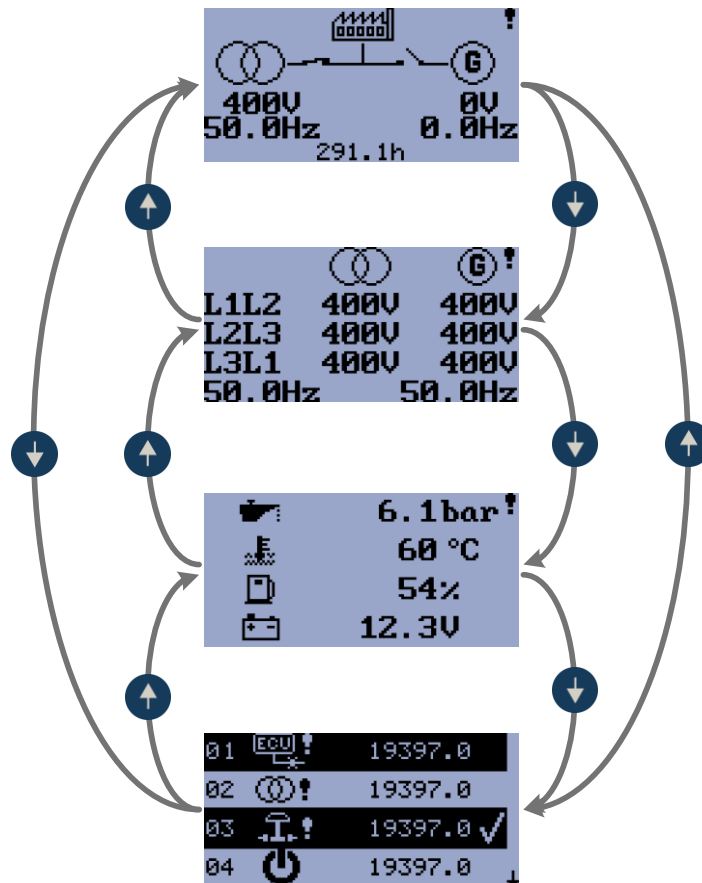 G
400V 0V
50.0Hz 0.0Hz
291.1h
G
L1L2 400V 400V
L2L3 400V 400V
L3L1 400V 400V
50.0Hz 50.0Hz
6.1bar
60 °C
54%
12.3V
01 ECU ! 19397.0
02 ! 19397.0
03 ! 19397.0 ✓
04 19397.0